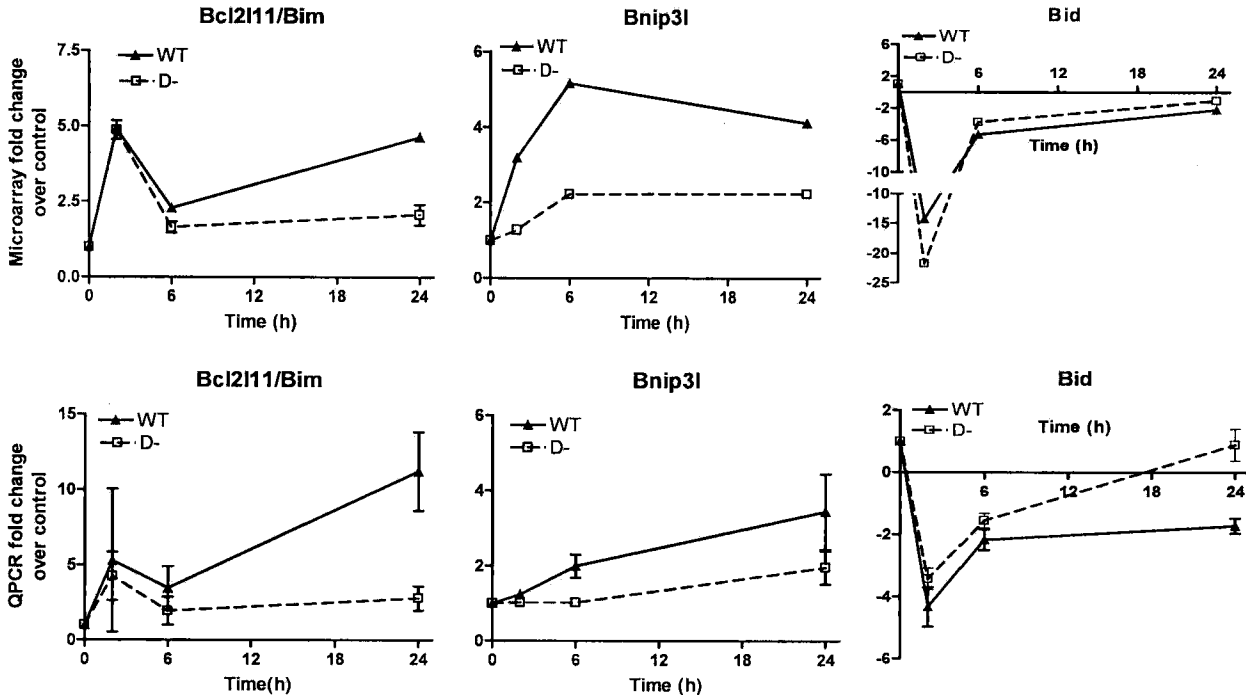 Bcl2l11/Bim
Microarray fold change
over control
7.5
5.0
2.5
0.0
WT
D-
0 6 12 18 24
Time (h)
Bnip3l
6
4
2
0
WT
D-
0 6 12 18 24
Time (h)
Bid
6
2
-2
-6
-10
-10
-15
-20
-25
WT
D-
6 12 18 24
Time (h)
Bcl2l11/Bim
QPCR fold change
over control
15
10
5
0
WT
D-
0 6 12 18 24
Time(h)
Bnip3l
6
4
2
0
WT
D-
0 6 12 18 24
Time (h)
Bid
2
0
-2
-4
-6
WT
D-
Time (h)
6 12 18 24